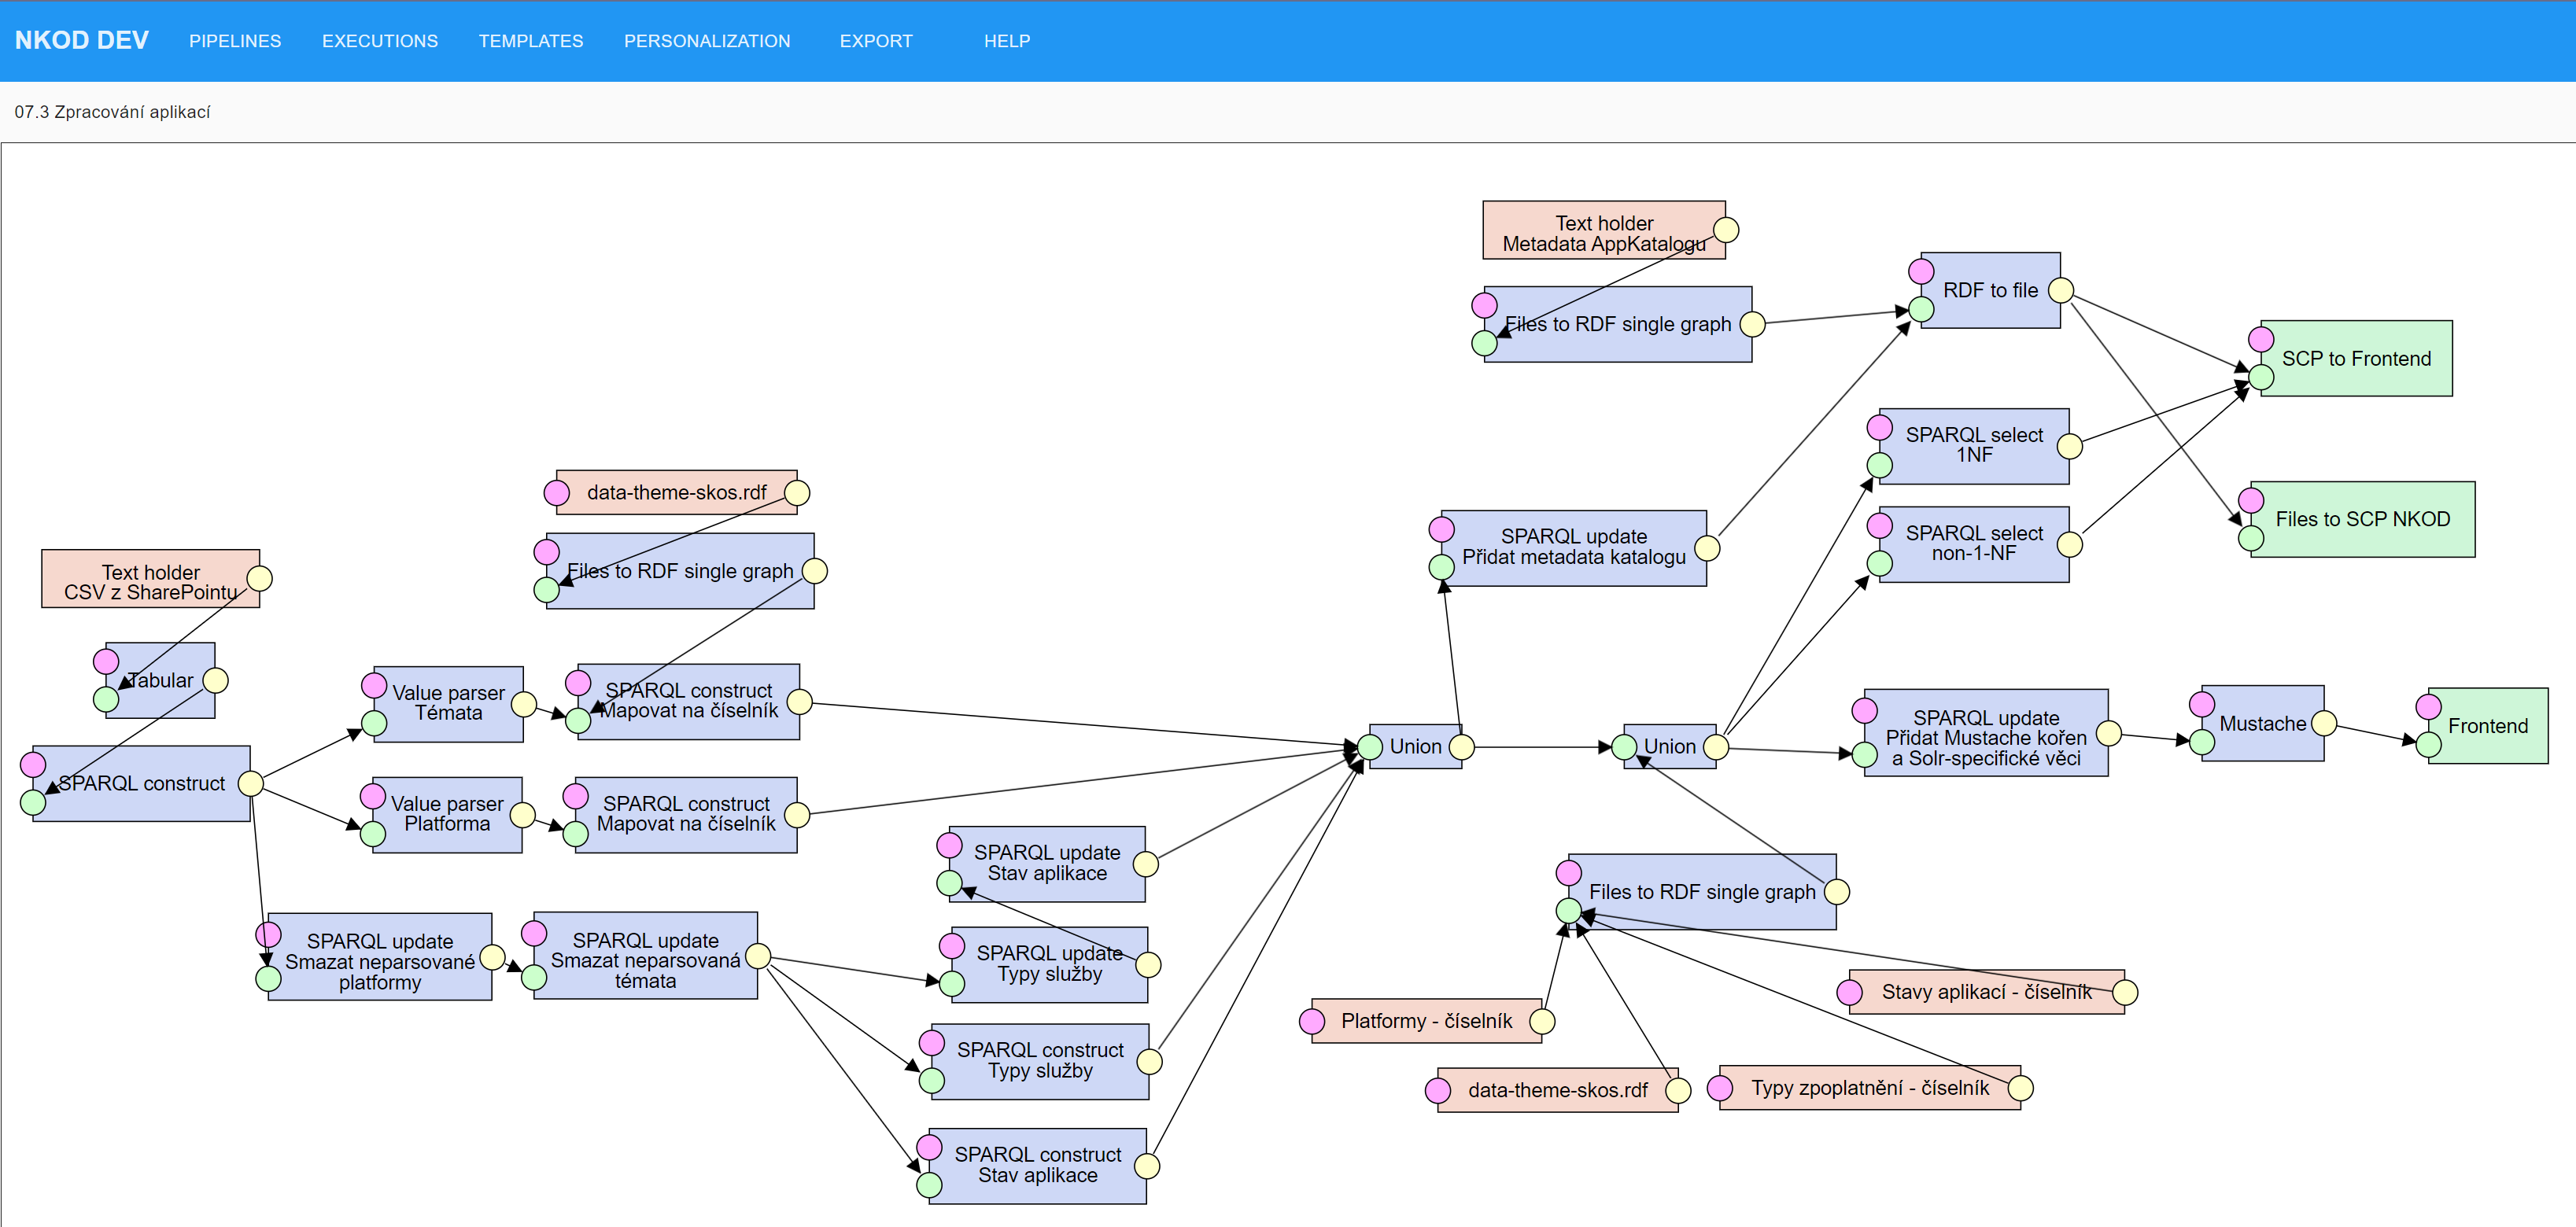 NKOD DEV PIPELINES EXECUTIONS TEMPLATES PERSONALIZATION EXPORT HELP
07.3 Zpracování aplikací
Text holder
Metadata AppKatalogu
Files to RDF single graph
RDF to file
SCP to Frontend
SPARQL select
1NF
SPARQL select
non-1-NF
Files to SCP NKOD
data-theme-skos.rdf
Files to RDF single graph
SPARQL update
Přidat metadata katalogu
Text holder
CSV z SharePointu
Tabular
SPARQL construct
Value parser
Témata
SPARQL construct
Mapovat na číselník
Value parser
Platforma
SPARQL construct
Mapovat na číselník
Union
Union
SPARQL update
Přidat Mustache kořen
a Solr-specifické věci
Mustache
Frontend
SPARQL update
Stav aplikace
Files to RDF single graph
SPARQL update
Smazat neparsované
platformy
SPARQL update
Smazat neparsovaná
témata
SPARQL update
Typy služby
SPARQL construct
Typy služby
SPARQL construct
Stav aplikace
Stavy aplikací - číselník
Platformy - číselník
data-theme-skos.rdf
Typy zpoplatnění - číselník